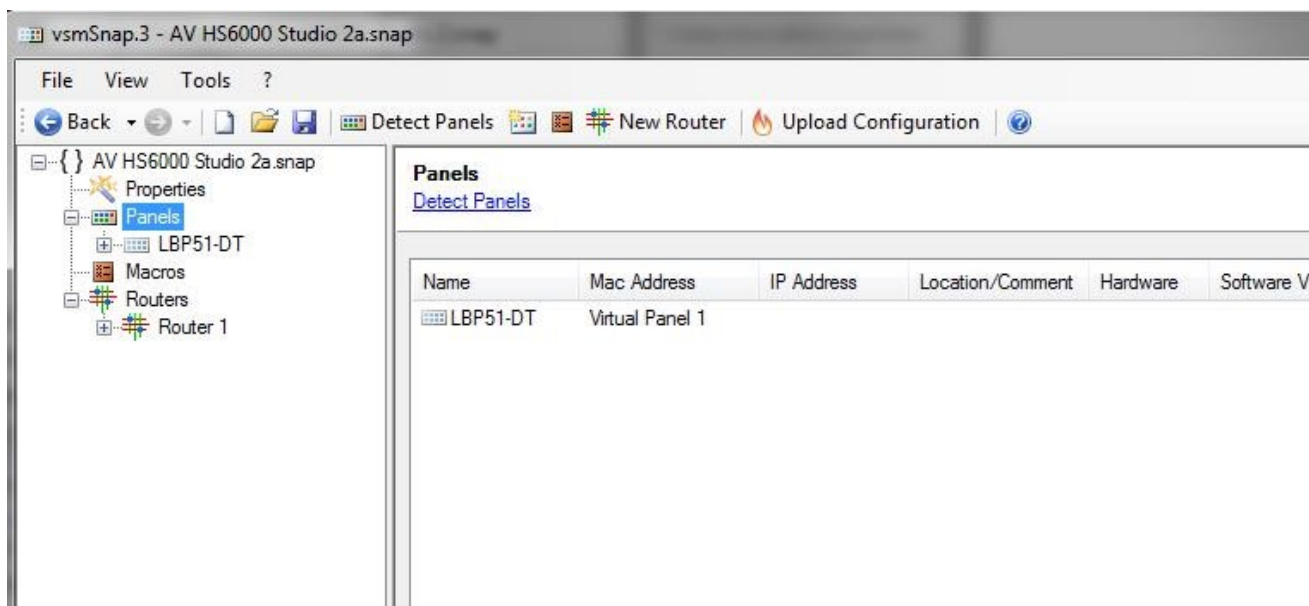 vsmSnap.3 - AV HS6000 Studio 2a.snap
File View Tools ?
Back Detect Panels New Router Upload Configuration
{ } AV HS6000 Studio 2a.snap
Properties
Panels
LBP51-DT
Macros
Routers
Router 1
Panels
Detect Panels
Name Mac Address IP Address Location/Comment Hardware Software V
LBP51-DT Virtual Panel 1